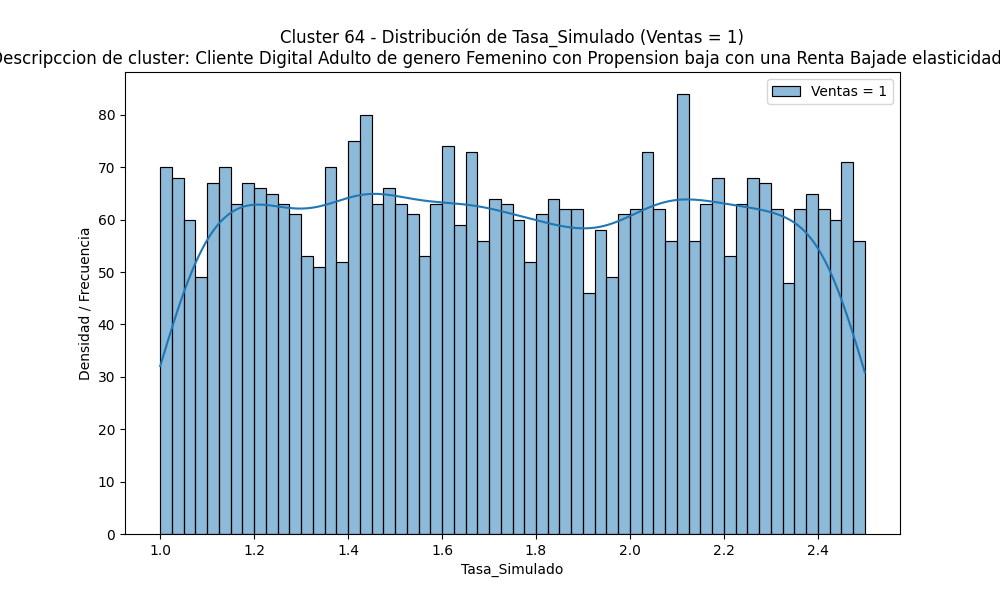 Cluster 64 - Distribución de Tasa_Simulado (Ventas = 1)
Descripccion de cluster: Cliente Digital Adulto de genero Femenino con Propension baja con una Renta Bajade elasticidad
Ventas = 1
Densidad / Frecuencia
80
70
60
50
40
30
20
10
0
1.0 1.2 1.4 1.6 1.8 2.0 2.2 2.4
Tasa_Simulado